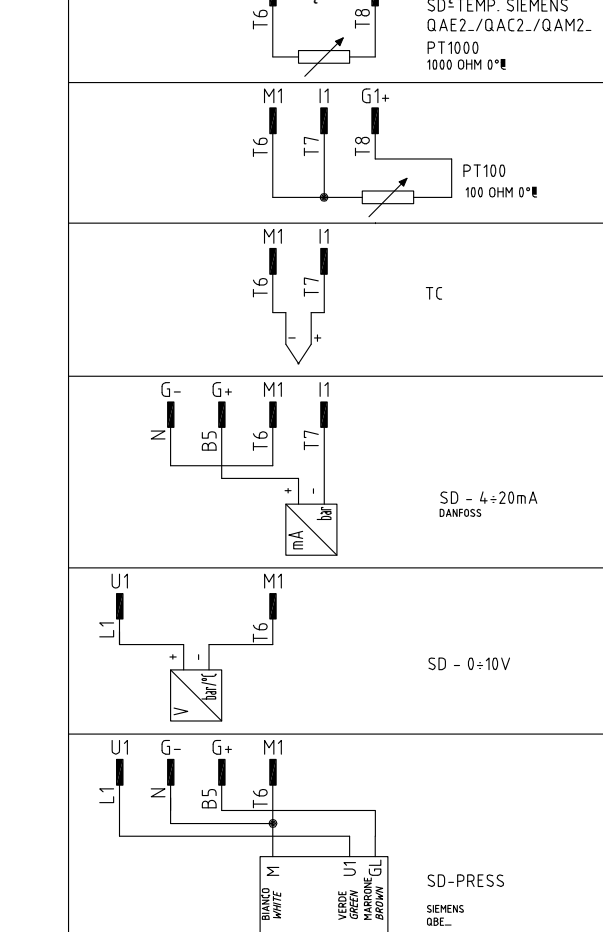 SD-TEMP. SIEMENS
T6 T8
QAE2_/QAC2_/QAM2_
PT1000
1000 OHM 0°C
M1 I1 G1+
T6 T7 T8
PT100
100 OHM 0°C
M1 I1
T6 T7
TC
- +
G- G+ M1 I1
N B5 T6 T7
+ -
SD - 4÷20mA
DANFOSS
mA bar
U1 M1
L1 T6
+ -
SD - 0÷10V
V bar/°C
U1 G- G+ M1
L1 N B5 T6
M U1 GL
BIANCO
WHITE
VERDE
GREEN
MARRONE
BROWN
SD-PRESS
SIEMENS
QBE_